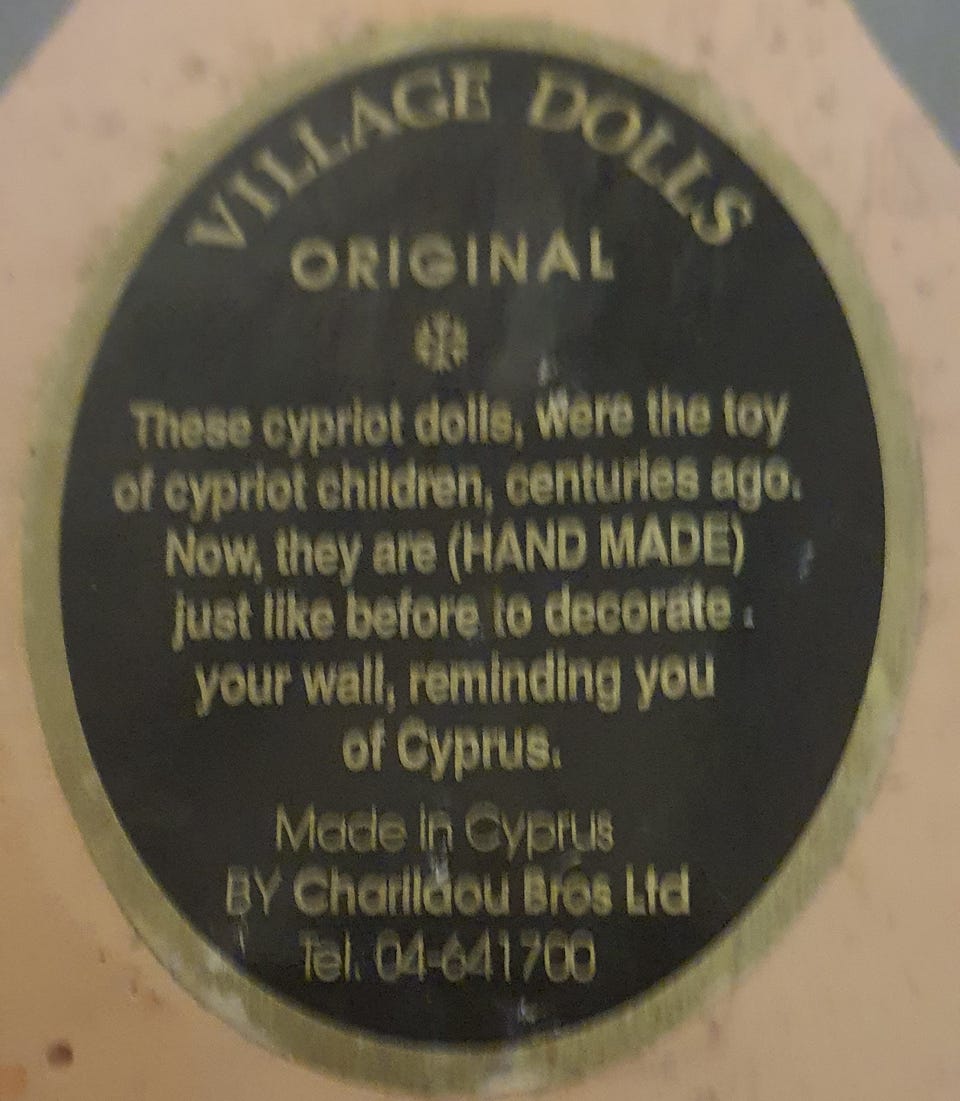 VILLAGE DOLLS
ORIGINAL
These cypriot dolls, were the toy
of cypriot children, centuries ago.
Now, they are (HAND MADE)
just like before to decorate
your wall, reminding you
of Cyprus.
Made in Cyprus
BY Charilaou Bros Ltd
Tel. 04-641700